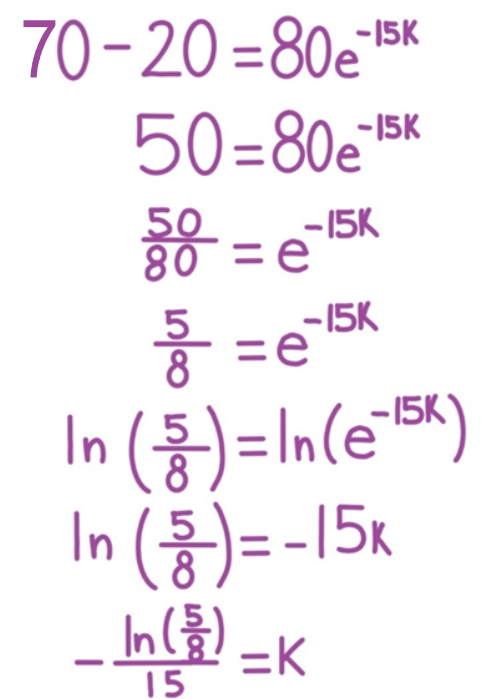 70 - 20 = 80e^-15K
50 = 80e^-15K
50/80 = e^-15K
5/8 = e^-15K
ln(5/8) = ln(e^-15K)
ln(5/8) = -15K
-ln(5/8)/15 = K